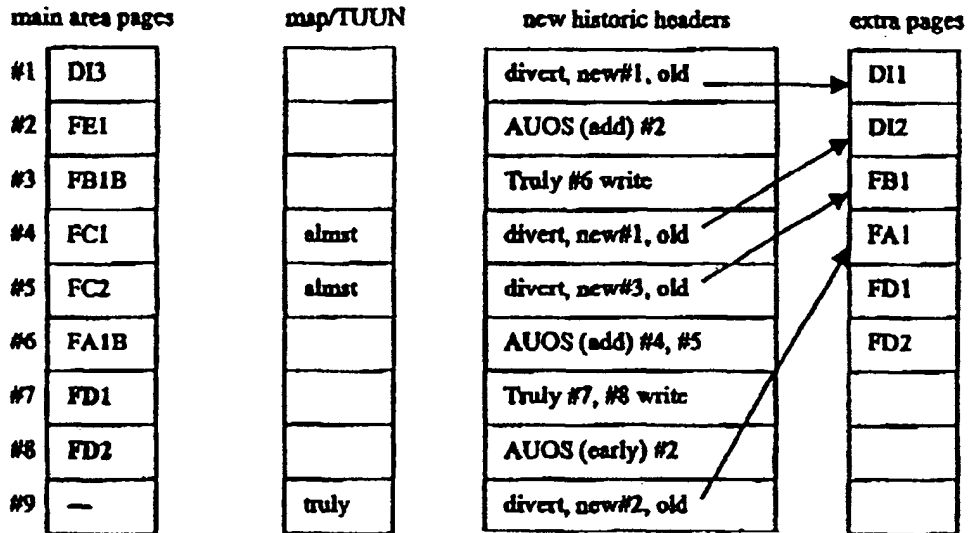 main area pages map/TUUN new historic headers extra pages
#1 DI3 divert, new#1, old DI1
#2 FE1 AUOS (add) #2 DI2
#3 FB1B Truly #6 write FB1
#4 FC1 almst divert, new#1, old FA1
#5 FC2 almst divert, new#3, old FD1
#6 FA1B AUOS (add) #4, #5 FD2
#7 FD1 Truly #7, #8 write
#8 FD2 AUOS (early) #2
#9 — truly divert, new#2, old